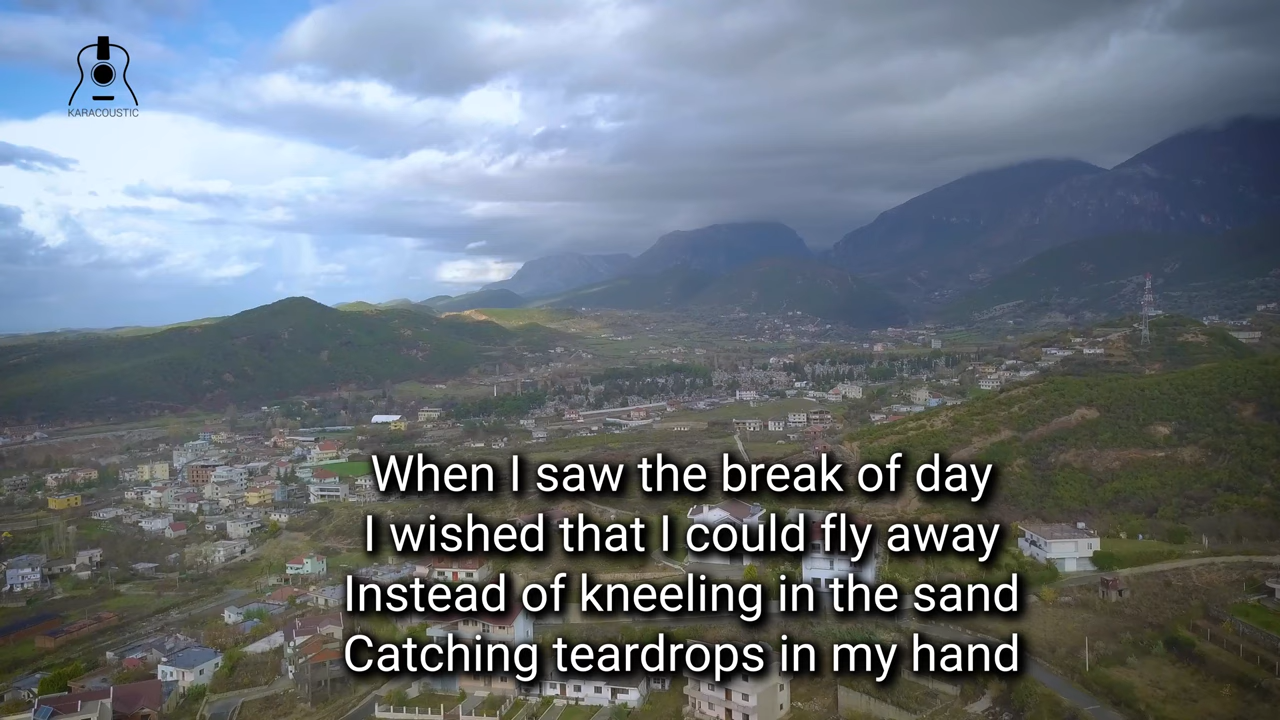 KARACOUSTIC
When I saw the break of day
I wished that I could fly away
Instead of kneeling in the sand
Catching teardrops in my hand